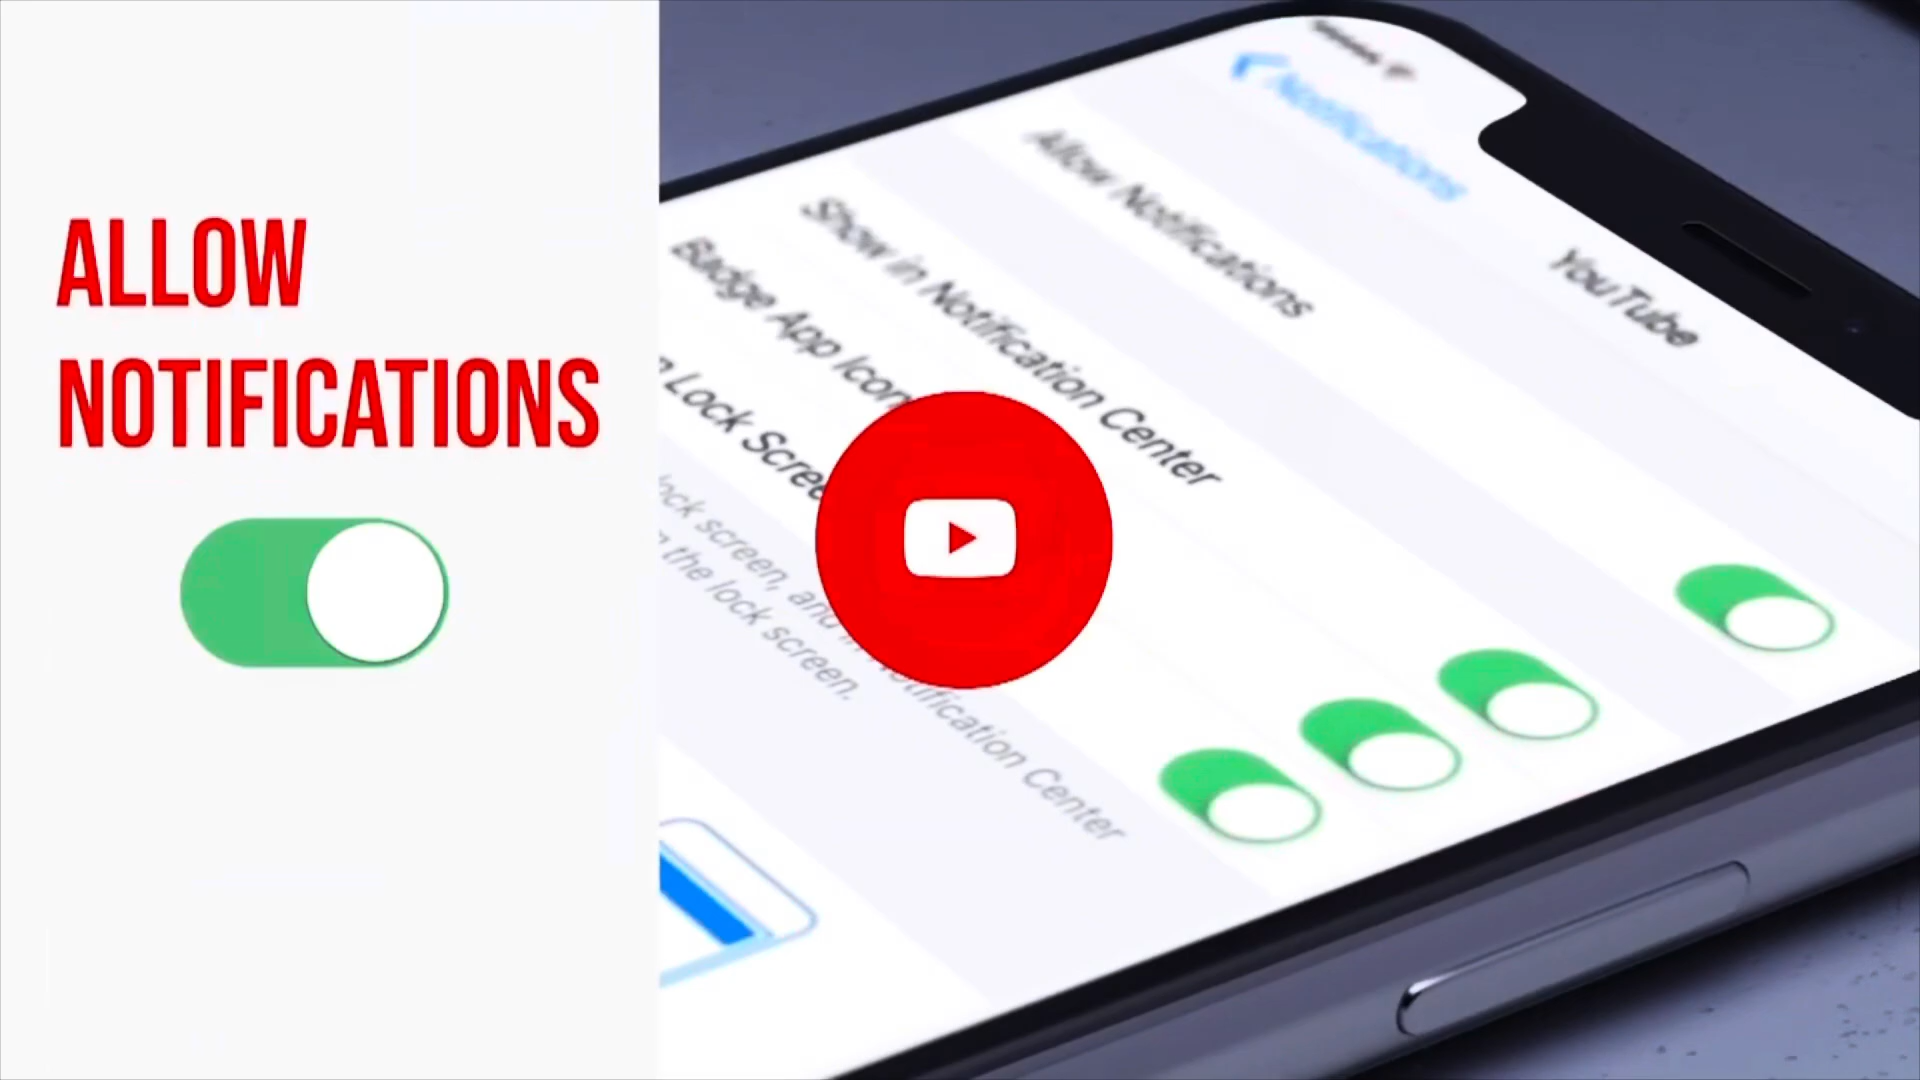 ALLOW
NOTIFICATIONS
Notifications
YouTube
Allow Notifications
Show in Notification Center
Badge App Icon
Lock Scree
lock screen, and in Notification Center
the lock screen.